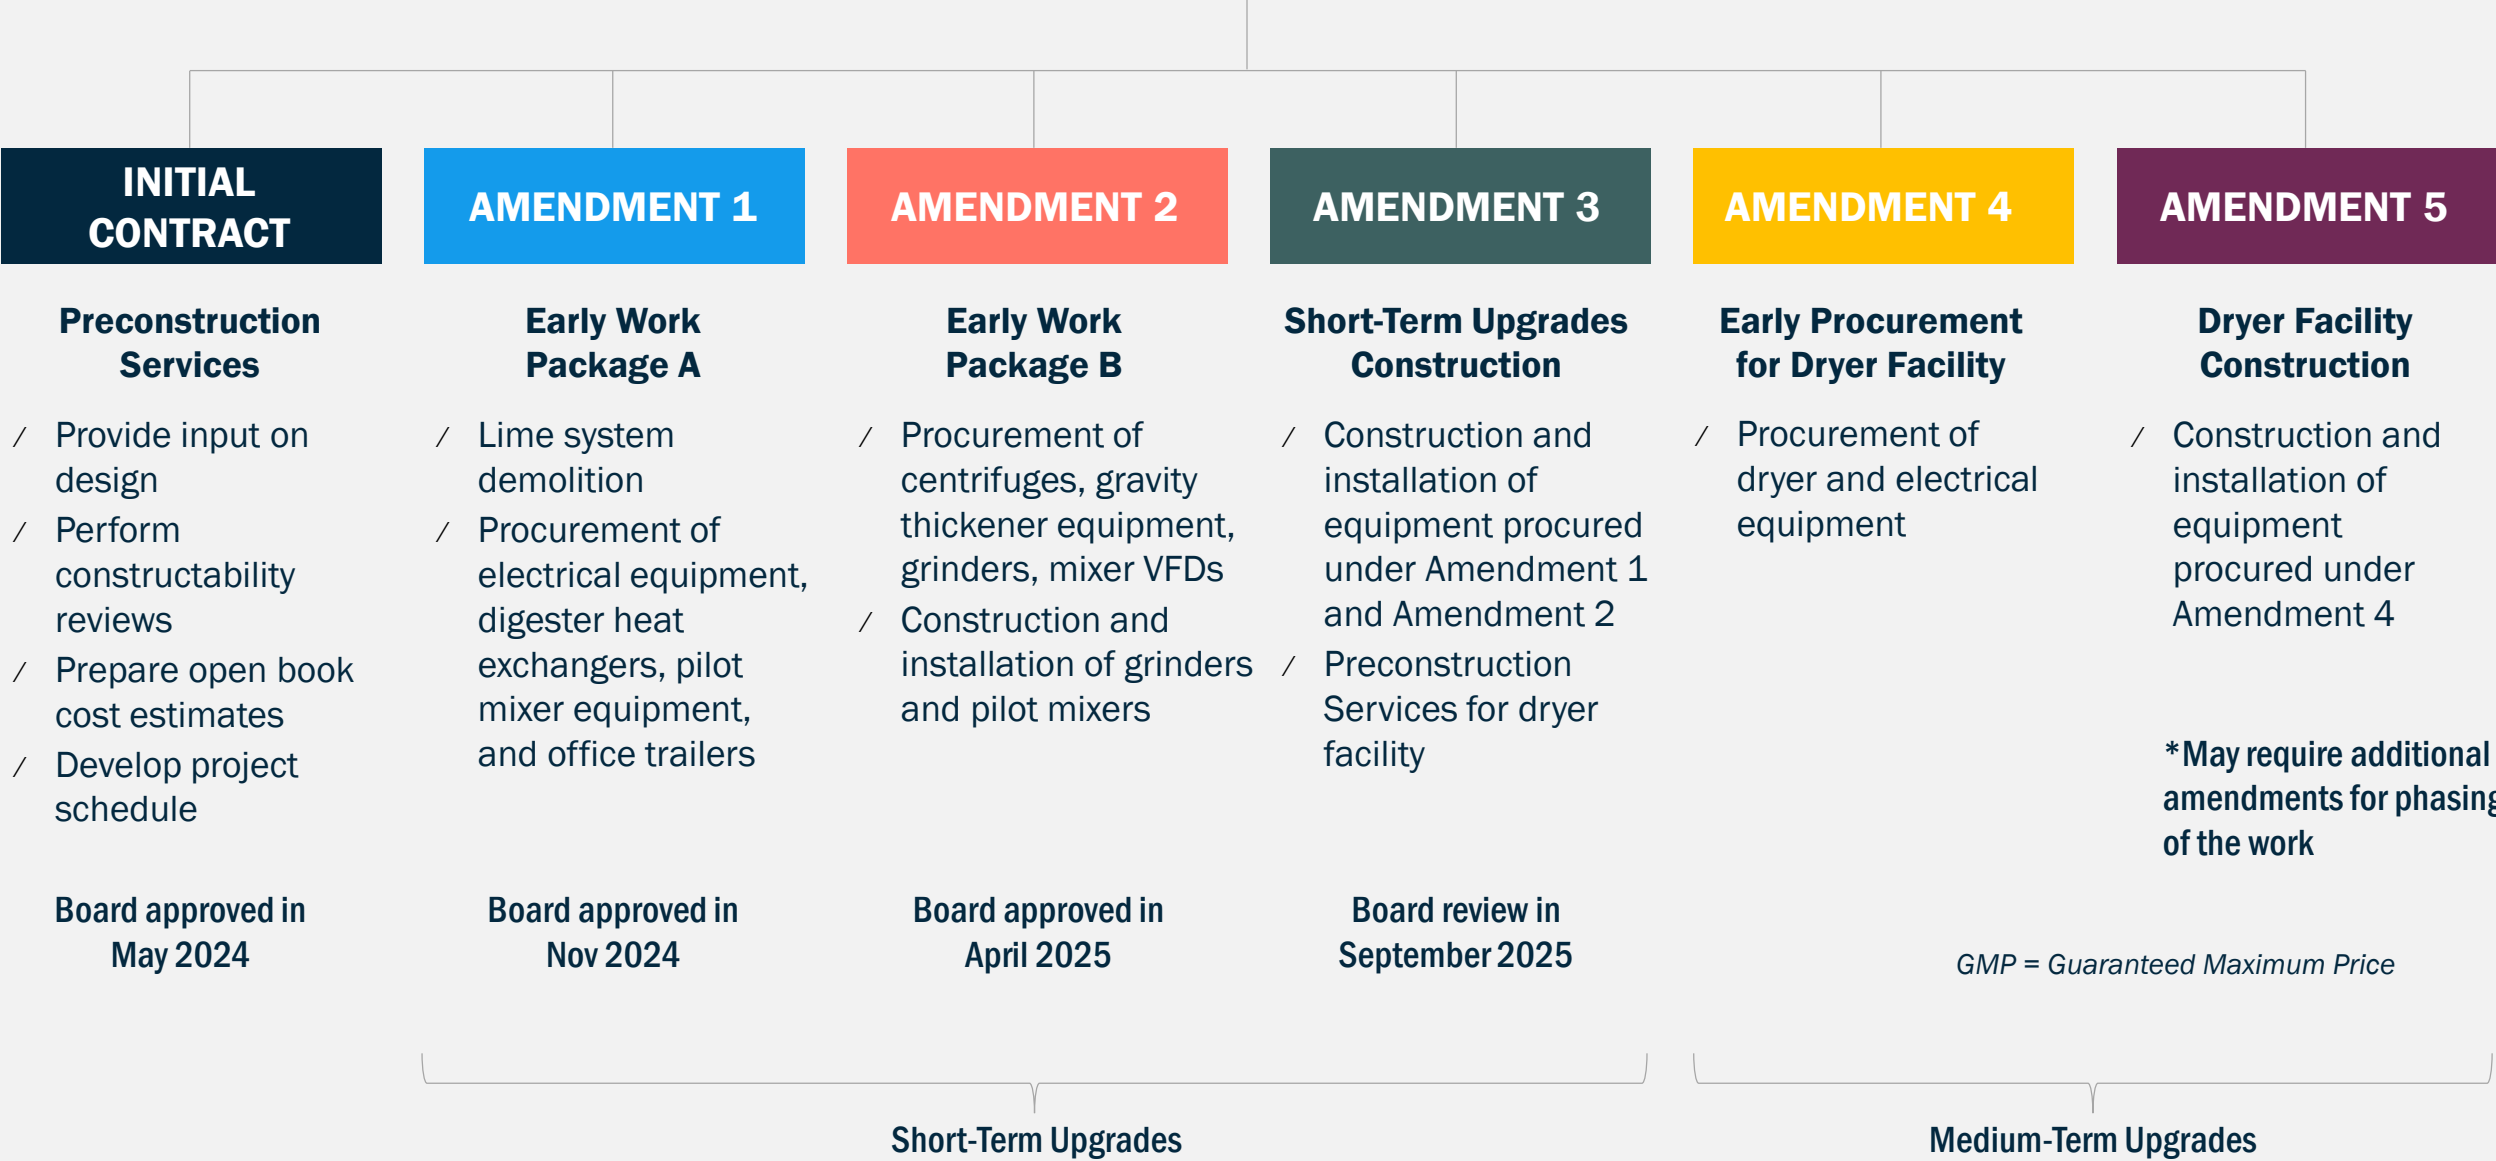 INITIAL
CONTRACT
Preconstruction
Services
/ Provide input on
design
/ Perform
constructability
reviews
/ Prepare open book
cost estimates
/ Develop project
schedule
Board approved in
May 2024
AMENDMENT 1
Early Work
Package A
/ Lime system
demolition
/ Procurement of
electrical equipment,
digester heat
exchangers, pilot
mixer equipment,
and office trailers
Board approved in
Nov 2024
AMENDMENT 2
Early Work
Package B
/ Procurement of
centrifuges, gravity
thickener equipment,
grinders, mixer VFDs
/ Construction and
installation of grinders
and pilot mixers
Board approved in
April 2025
AMENDMENT 3
Short-Term Upgrades
Construction
/ Construction and
installation of
equipment procured
under Amendment 1
and Amendment 2
/ Preconstruction
Services for dryer
facility
Board review in
September 2025
AMENDMENT 4
Early Procurement
for Dryer Facility
/ Procurement of
dryer and electrical
equipment
AMENDMENT 5
Dryer Facility
Construction
/ Construction and
installation of
equipment
procured under
Amendment 4
*May require additional
amendments for phasing
of the work
GMP = Guaranteed Maximum Price
Short-Term Upgrades
Medium-Term Upgrades